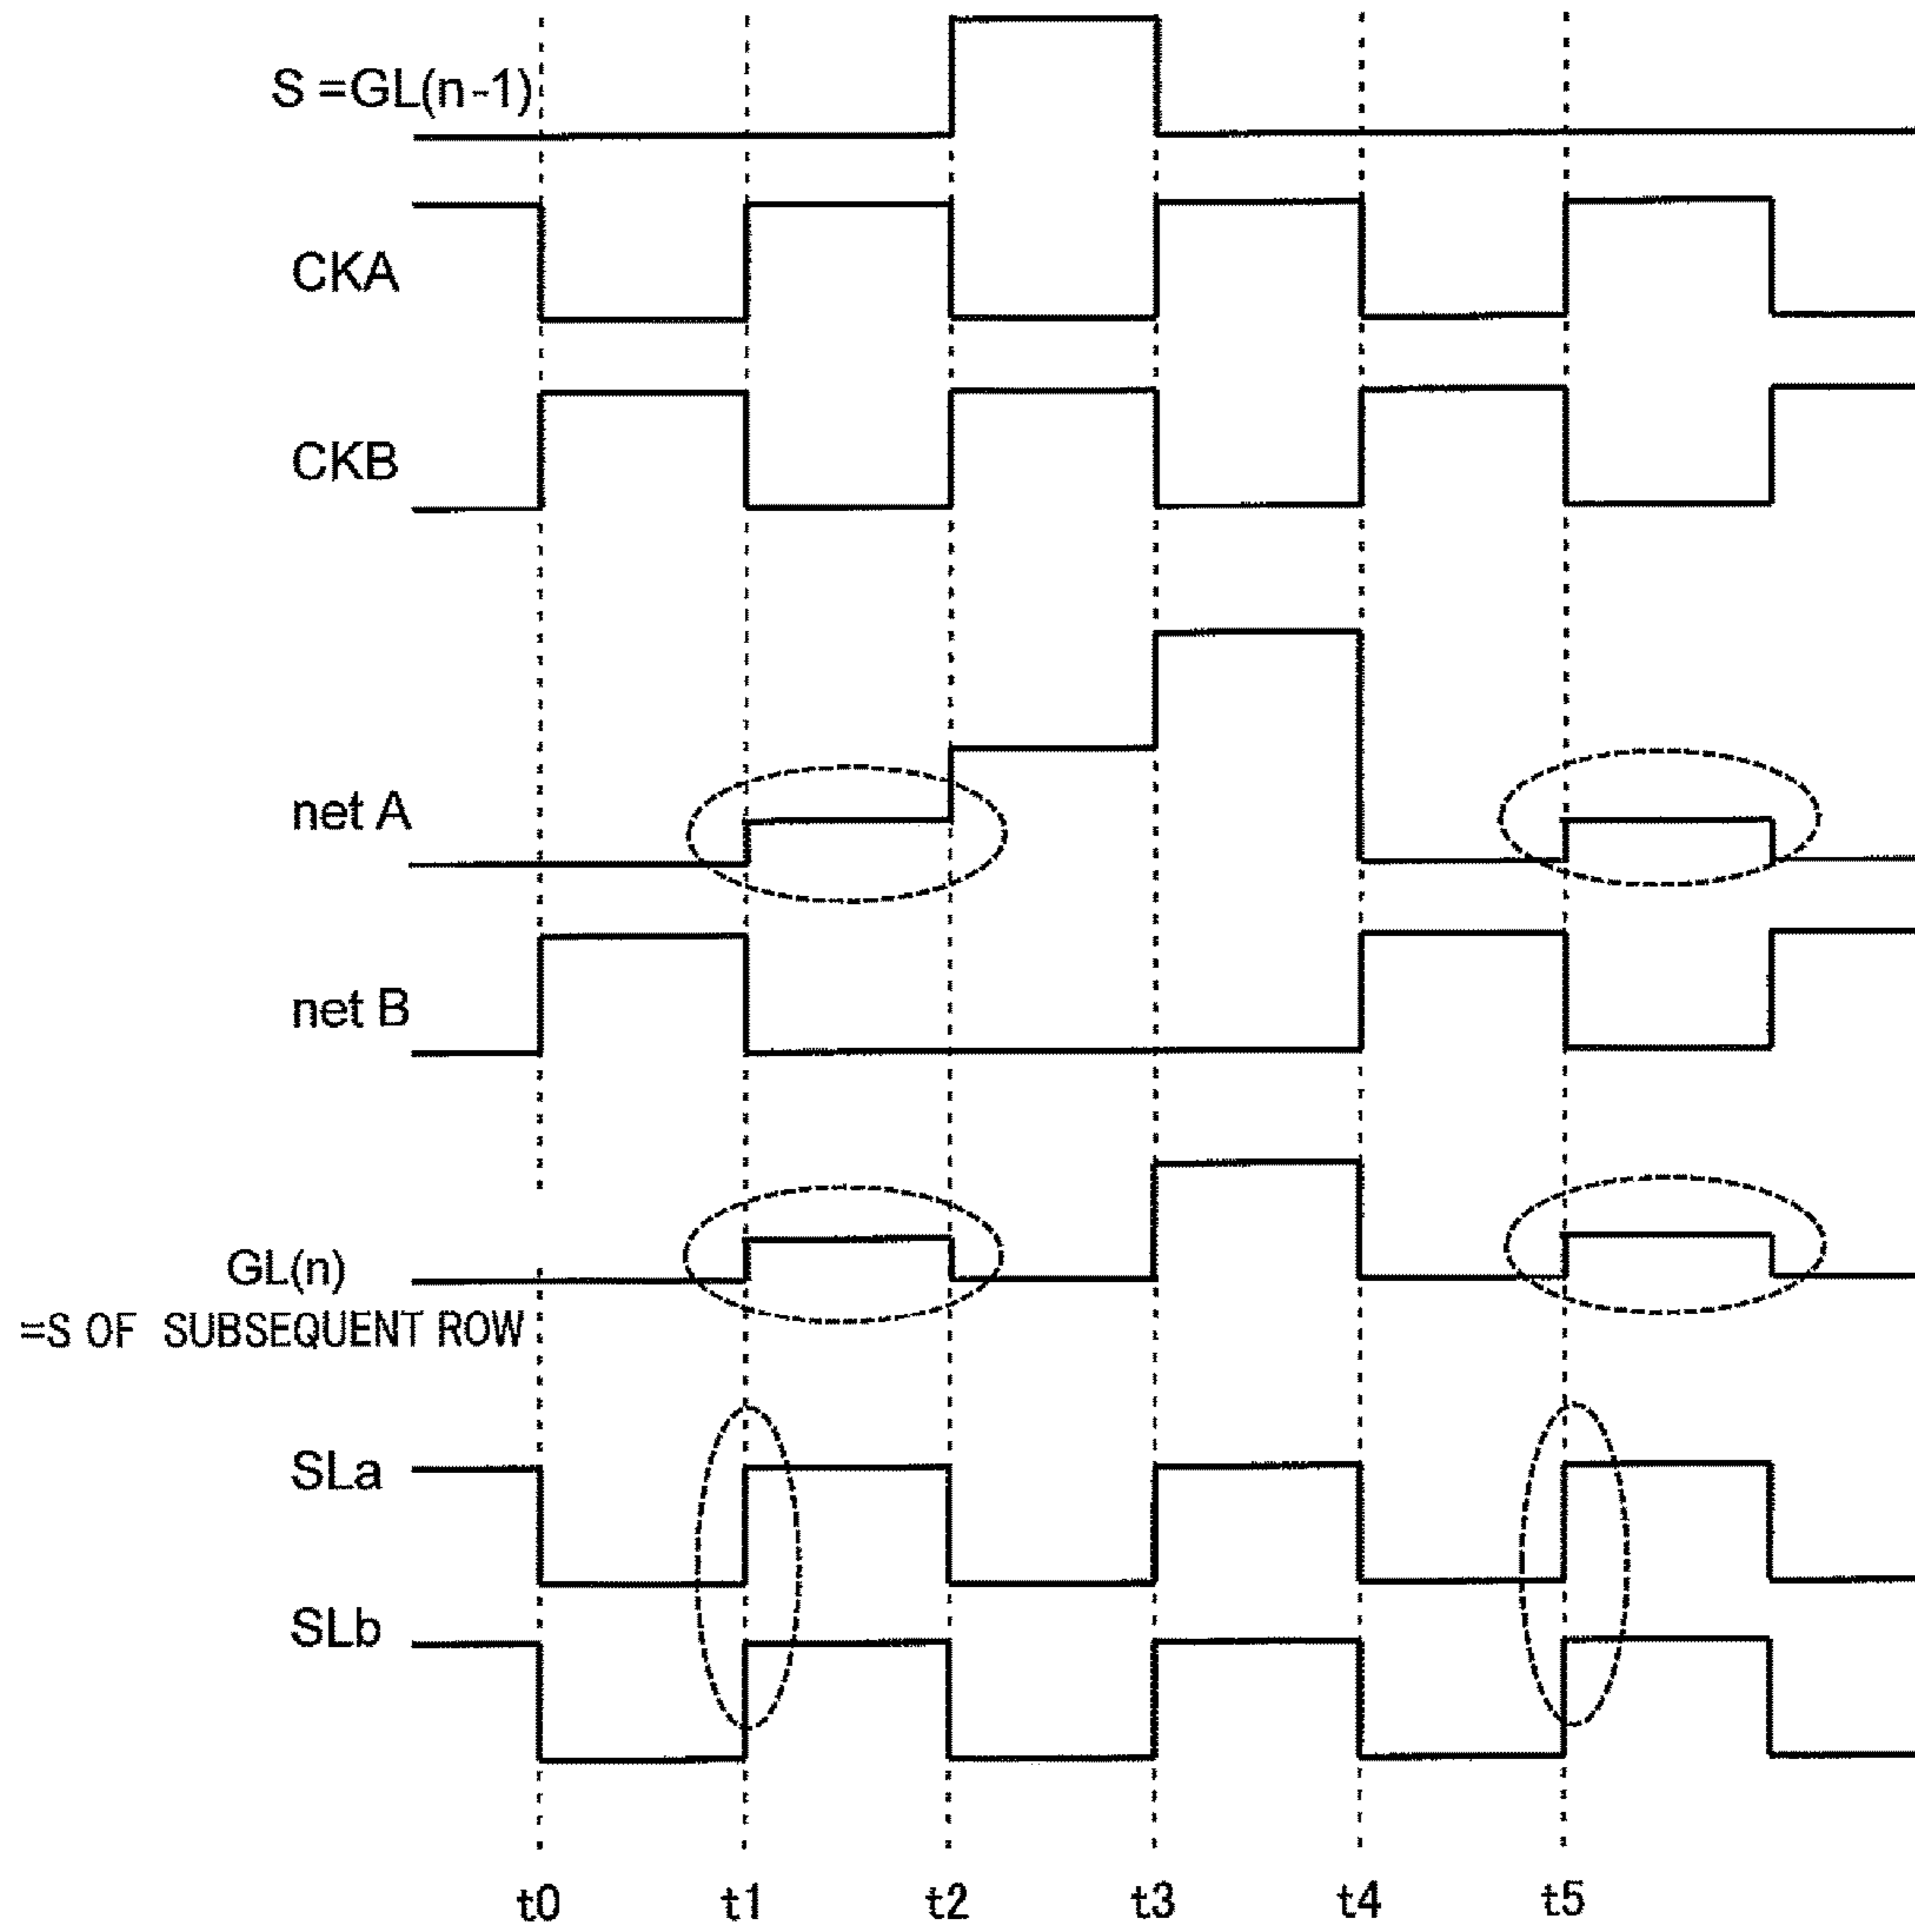 S =GL(n-1)
CKA
CKB
net A
net B
GL(n)
=S OF SUBSEQUENT ROW
SLa
SLb
t0 t1 t2 t3 t4 t5